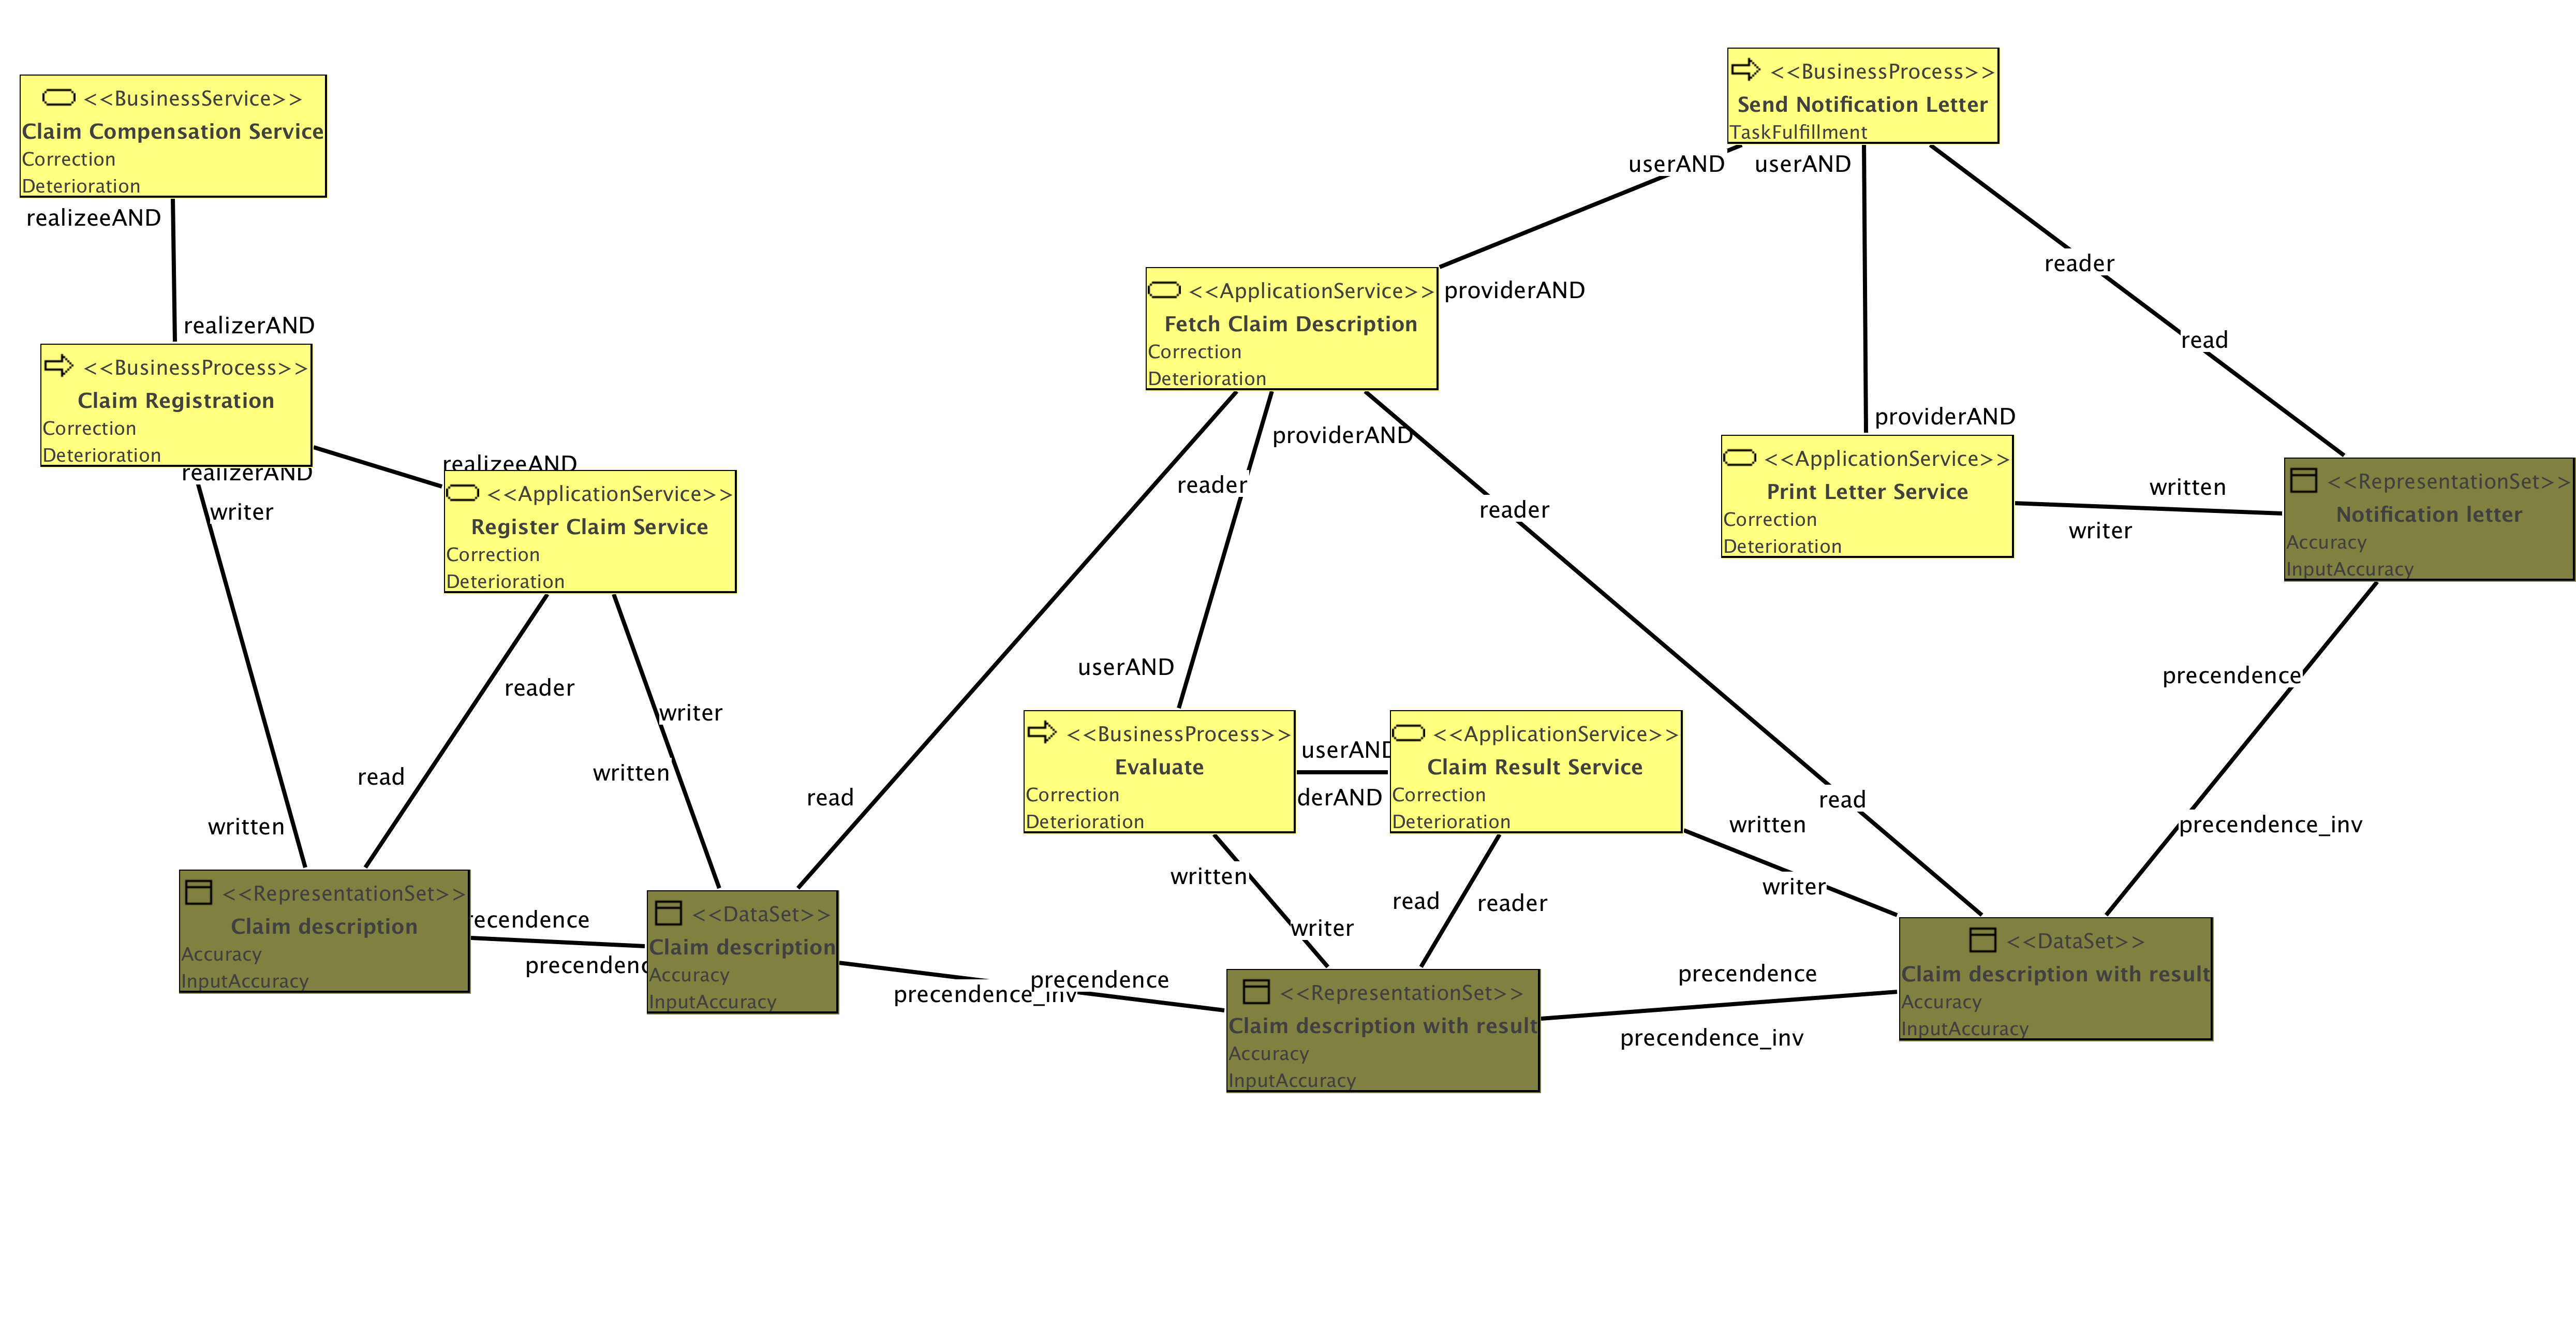 <<BusinessService>>
Claim Compensation Service
Correction
Deterioration
realizeeAND
realizerAND
<<BusinessProcess>>
Claim Registration
Correction
Deterioration
realizerAND
writer
realizeeAND
<<ApplicationService>>
Register Claim Service
Correction
Deterioration
reader
writer
read
written
written
<<RepresentationSet>>
Claim description
Accuracy
InputAccuracy
recendence
precendenc
<<DataSet>>
Claim description
Accuracy
InputAccuracy
precendence_inv
precendence
<<BusinessProcess>>
Send Notification Letter
TaskFulfillment
userAND
userAND
reader
<<ApplicationService>>
Fetch Claim Description
Correction
Deterioration
providerAND
providerAND
reader
reader
read
userAND
read
providerAND
<<ApplicationService>>
Print Letter Service
Correction
Deterioration
written
writer
read
<<RepresentationSet>>
Notification letter
Accuracy
InputAccuracy
precendence
precendence_inv
<<BusinessProcess>>
Evaluate
Correction
Deterioration
userAND
derAND
<<ApplicationService>>
Claim Result Service
Correction
Deterioration
written
writer
read
reader
written
writer
<<RepresentationSet>>
Claim description with result
Accuracy
InputAccuracy
precendence
precendence_inv
<<DataSet>>
Claim description with result
Accuracy
InputAccuracy